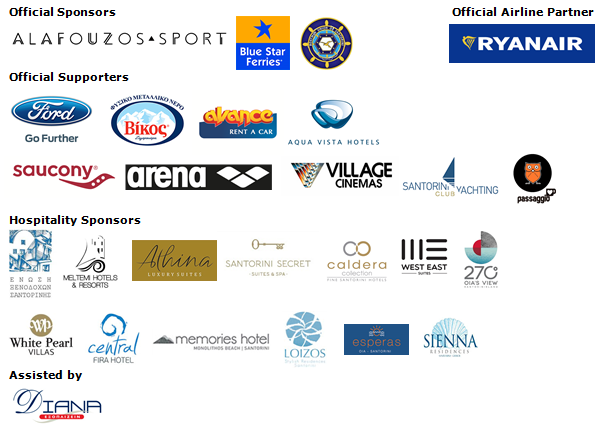 Official Sponsors
Official Airline Partner
ALAFOUZOS SPORT
Blue Star
Ferries
RYANAIR
Official Supporters
Ford
Go Further
ΦΥΣΙΚΟ ΜΕΤΑΛΛΙΚΟ ΝΕΡΟ
Βίκος
avance
RENT A CAR
AQUA VISTA HOTELS
saucony
arena
VILLAGE
CINEMAS
SANTORINI YACHTING
CLUB
passaggio
Hospitality Sponsors
ΕΝΩΣΗ
ΞΕΝΟΔΟΧΩΝ
ΣΑΝΤΟΡΙΝΗΣ
MELTEMI HOTELS
& RESORTS
Athina
LUXURY SUITES
SANTORINI SECRET
SUITES & SPA
caldera
collection
FINE SANTORINI HOTELS
WEST EAST
SUITES
270°
OIA'S VIEW
WP
White Pearl
VILLAS
central
FIRA HOTEL
memories hotel
MONOLITHOS BEACH | SANTORINI
LOIZOS
esperas
OIA - SANTORINI
SIENNA
RESIDENCES
Assisted by
DIANA